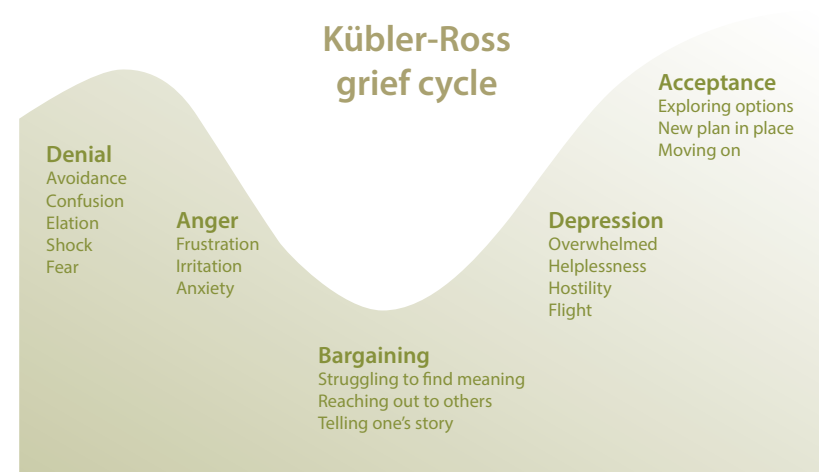 Kübler-Ross
grief cycle
Denial
Avoidance
Confusion
Elation
Shock
Fear
Anger
Frustration
Irritation
Anxiety
Bargaining
Struggling to find meaning
Reaching out to others
Telling one's story
Depression
Overwhelmed
Helplessness
Hostility
Flight
Acceptance
Exploring options
New plan in place
Moving on